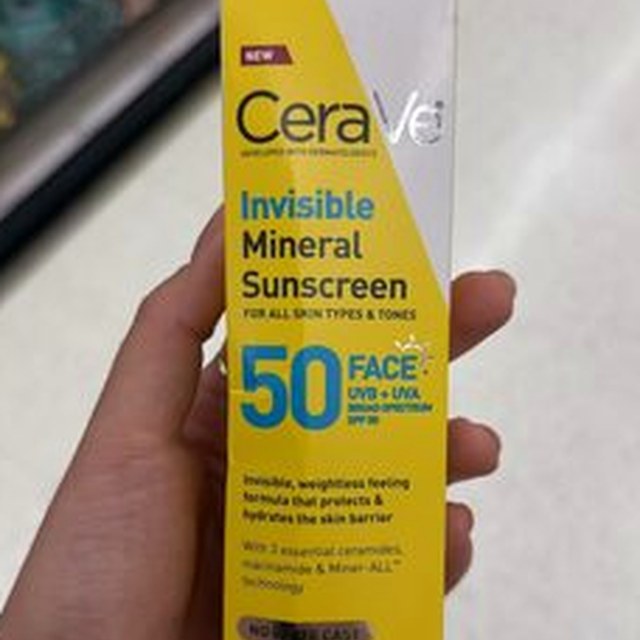 NEW
CeraVe
DEVELOPED WITH DERMATOLOGISTS
Invisible
Mineral
Sunscreen
FOR ALL SKIN TYPES & TONES
50
FACE
UVB + UVA
BROAD SPECTRUM
SPF 50
Invisible, weightless feeling
formula that protects &
hydrates the skin barrier
With 3 essential ceramides,
niacinamide & Miner-ALL™
technology
NO CAST